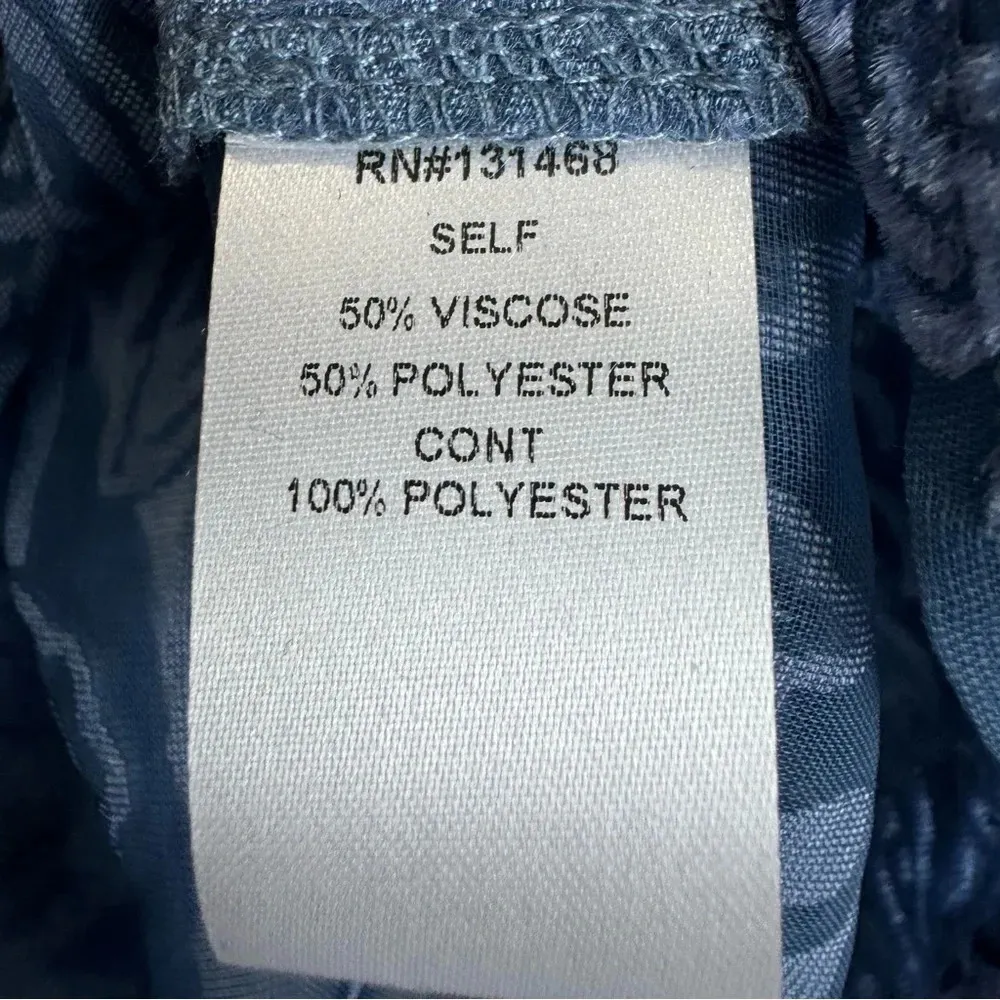 RN#131468
SELF
50% VISCOSE
50% POLYESTER
CONT
100% POLYESTER